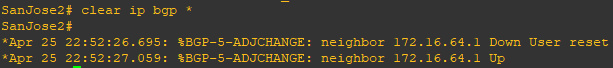 SanJose2# clear ip bgp *
SanJose2#
*Apr 25 22:52:26.695: %BGP-5-ADJCHANGE: neighbor 172.16.64.1 Down User reset
*Apr 25 22:52:27.059: %BGP-5-ADJCHANGE: neighbor 172.16.64.1 Up